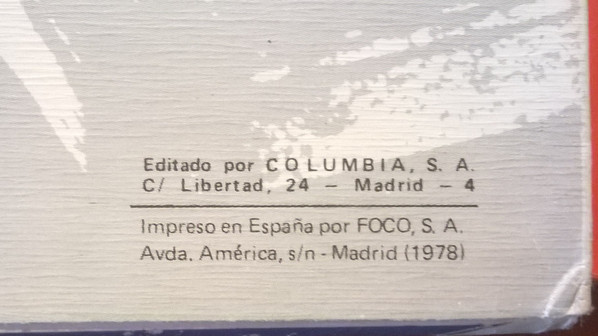 Editado por COLUMBIA, S. A.
C/ Libertad, 24 — Madrid — 4
Impreso en España por FOCO, S. A.
Avda. América, s/n - Madrid (1978)